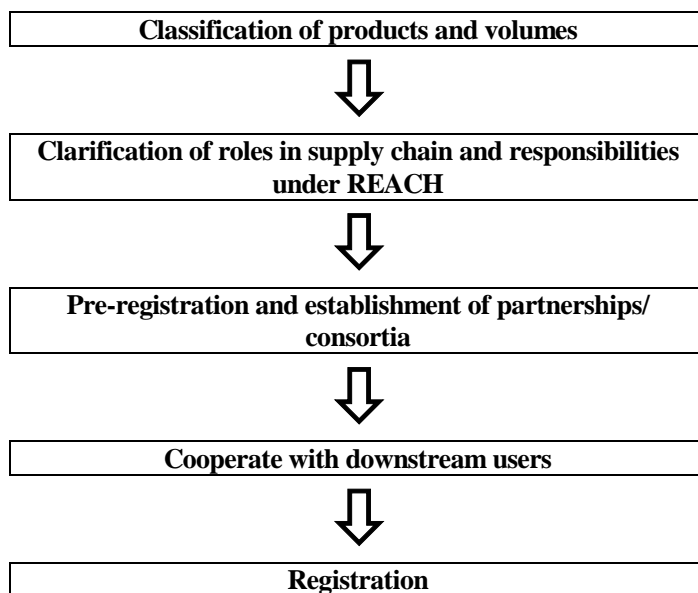 Classification of products and volumes
Clarification of roles in supply chain and responsibilities
under REACH
Pre-registration and establishment of partnerships/
consortia
Cooperate with downstream users
Registration